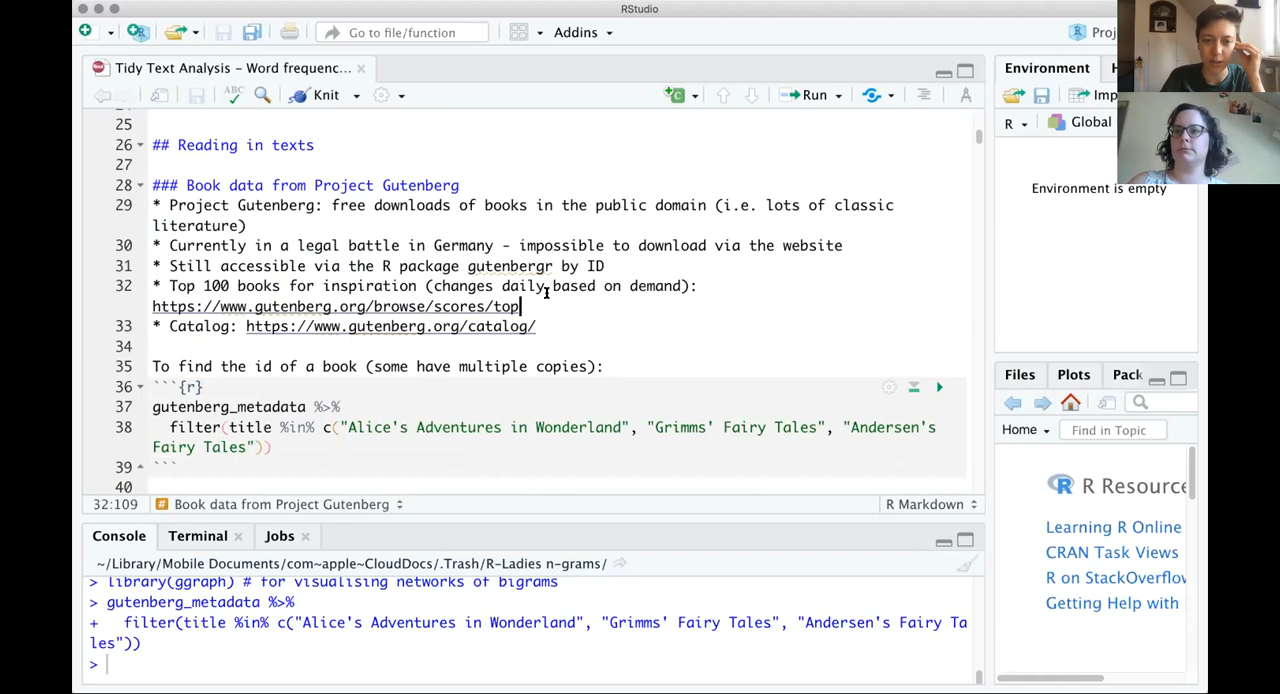 RStudio
Go to file/function
Addins
Proj
Tidy Text Analysis – Word frequenc...
ABC
Knit
Run
25
26 ## Reading in texts
27
28 ### Book data from Project Gutenberg
29 * Project Gutenberg: free downloads of books in the public domain (i.e. lots of classic
literature)
30 * Currently in a legal battle in Germany - impossible to download via the website
31 * Still accessible via the R package gutenbergr by ID
32 * Top 100 books for inspiration (changes daily based on demand):
https://www.gutenberg.org/browse/scores/top
33 * Catalog: https://www.gutenberg.org/catalog/
34
35 To find the id of a book (some have multiple copies):
36 ```{r}
37 gutenberg_metadata %>%
38   filter(title %in% c("Alice's Adventures in Wonderland", "Grimms' Fairy Tales", "Andersen's
Fairy Tales"))
39 ```
40
32:109 # Book data from Project Gutenberg
R Markdown
Console Terminal Jobs
~/Library/Mobile Documents/com~apple~CloudDocs/.Trash/R-Ladies n-grams/
> library(ggraph) # for visualising networks of bigrams
> gutenberg_metadata %>%
+   filter(title %in% c("Alice's Adventures in Wonderland", "Grimms' Fairy Tales", "Andersen's Fairy Ta
les"))
>
Environment H
Imp
R Global
Environment is empty
Files Plots Pack
Home Find in Topic
R Resource
Learning R Online
CRAN Task Views
R on StackOverflow
Getting Help with